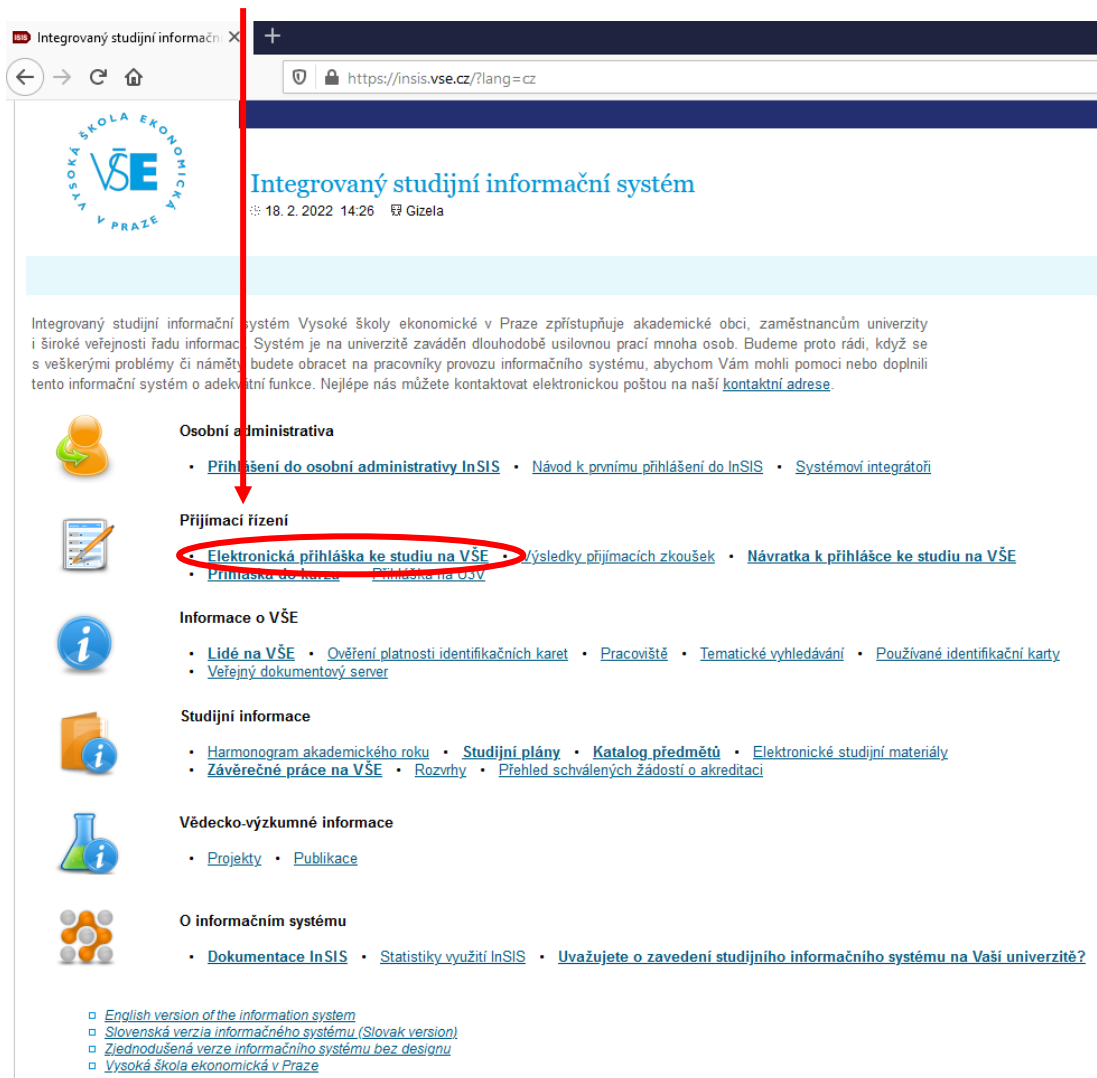 Integrovaný studijní informačn
https://insis.vse.cz/?lang=cz
VYSOKÁ ŠKOLA EKONOMICKÁ V PRAZE
VŠE
Integrovaný studijní informační systém
18. 2. 2022 14:26 Gizela
Integrovaný studijní informační systém Vysoké školy ekonomické v Praze zpřístupňuje akademické obci, zaměstnancům univerzity
i široké veřejnosti řadu informací. Systém je na univerzitě zaváděn dlouhodobě usilovnou prací mnoha osob. Budeme proto rádi, když se
s veškerými problémy či náměty budete obracet na pracovníky provozu informačního systému, abychom Vám mohli pomoci nebo doplnili
tento informační systém o adekvátní funkce. Nejlépe nás můžete kontaktovat elektronickou poštou na naší kontaktní adrese.
Osobní administrativa
• Přihlášení do osobní administrativy InSIS • Návod k prvnímu přihlášení do InSIS • Systémoví integrátoři
Přijímací řízení
• Elektronická přihláška ke studiu na VŠE • Výsledky přijímacích zkoušek • Návratka k přihlášce ke studiu na VŠE
• Přihláška do kurzu Přihláška na U3V
Informace o VŠE
• Lidé na VŠE • Ověření platnosti identifikačních karet • Pracoviště • Tematické vyhledávání • Používané identifikační karty
• Veřejný dokumentový server
Studijní informace
• Harmonogram akademického roku • Studijní plány • Katalog předmětů • Elektronické studijní materiály
• Závěrečné práce na VŠE • Rozvrhy • Přehled schválených žádostí o akreditaci
Vědecko-výzkumné informace
• Projekty • Publikace
O informačním systému
• Dokumentace InSIS • Statistiky využití InSIS • Uvažujete o zavedení studijního informačního systému na Vaší univerzitě?
English version of the information system
Slovenská verzia informačného systému (Slovak version)
Zjednodušená verze informačního systému bez designu
Vysoká škola ekonomická v Praze